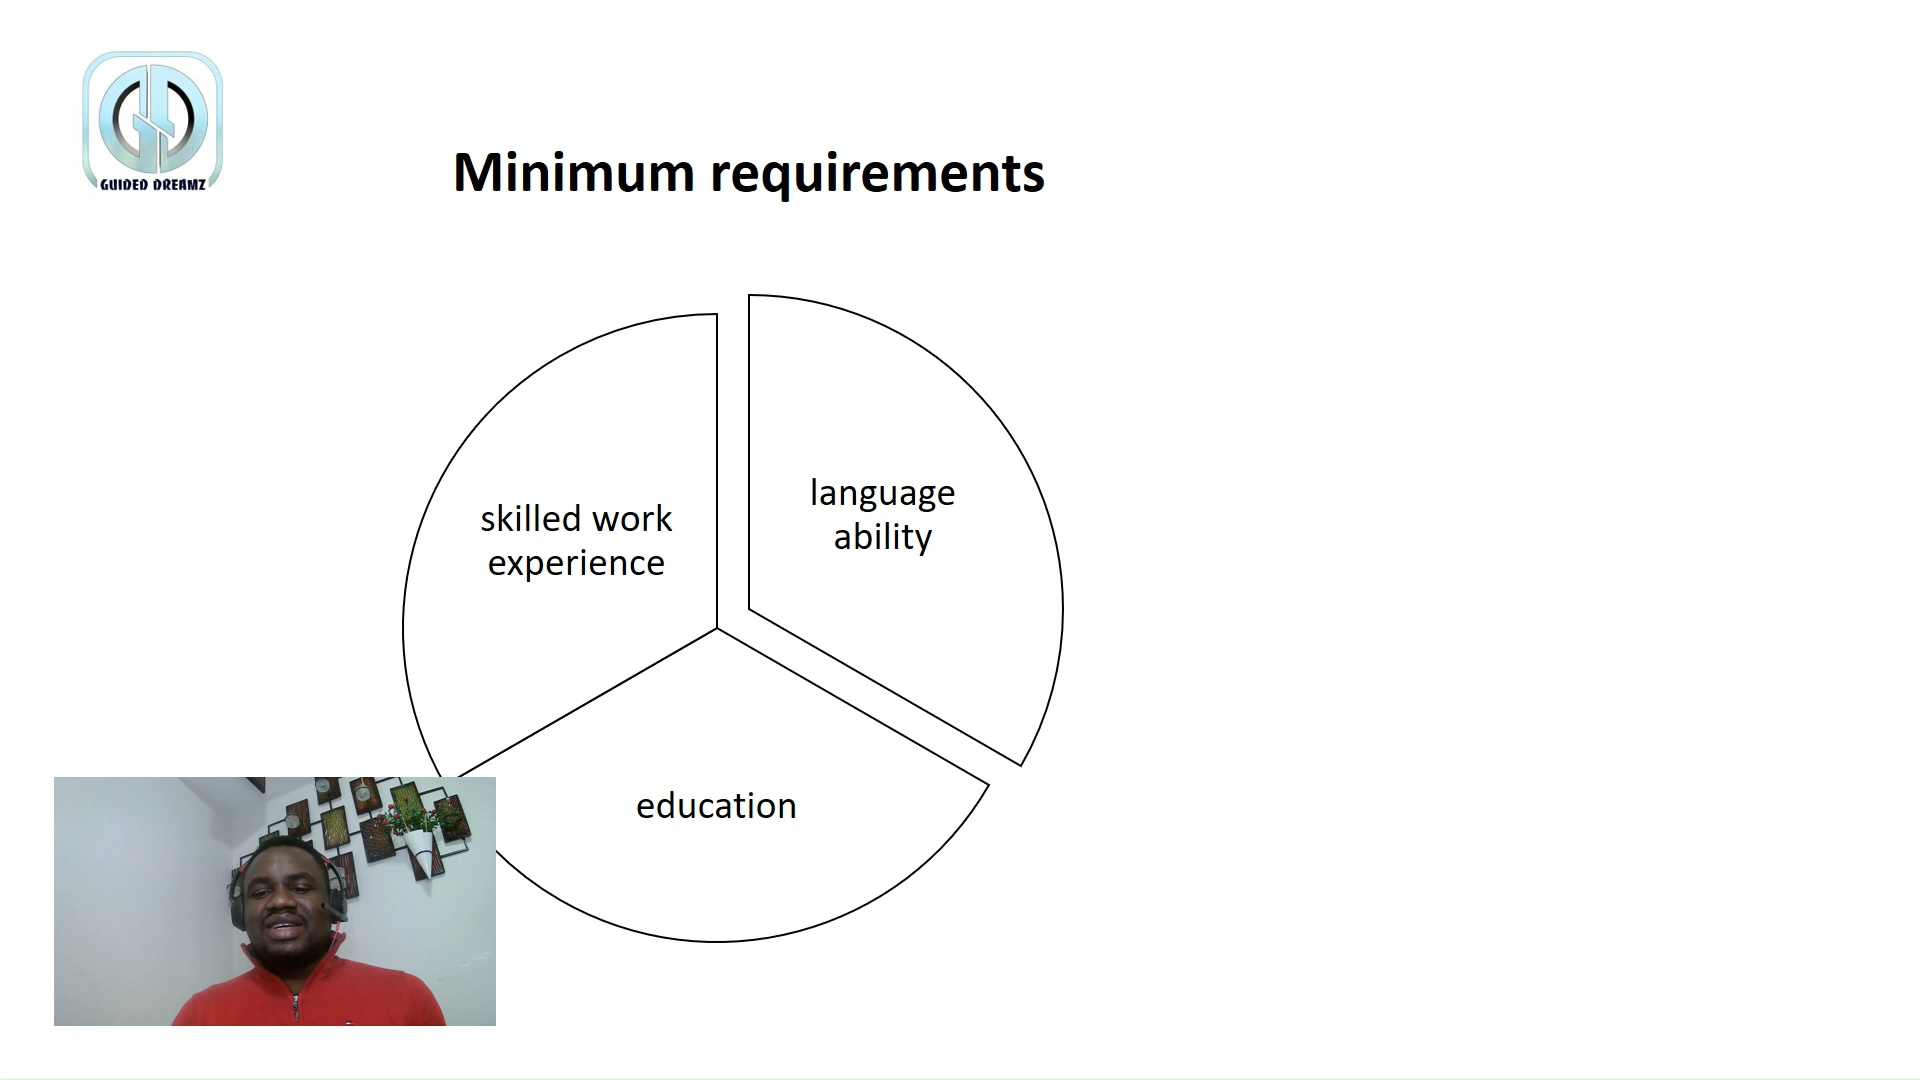 GUIDED DREAMZ
Minimum requirements
skilled work
experience
language
ability
education